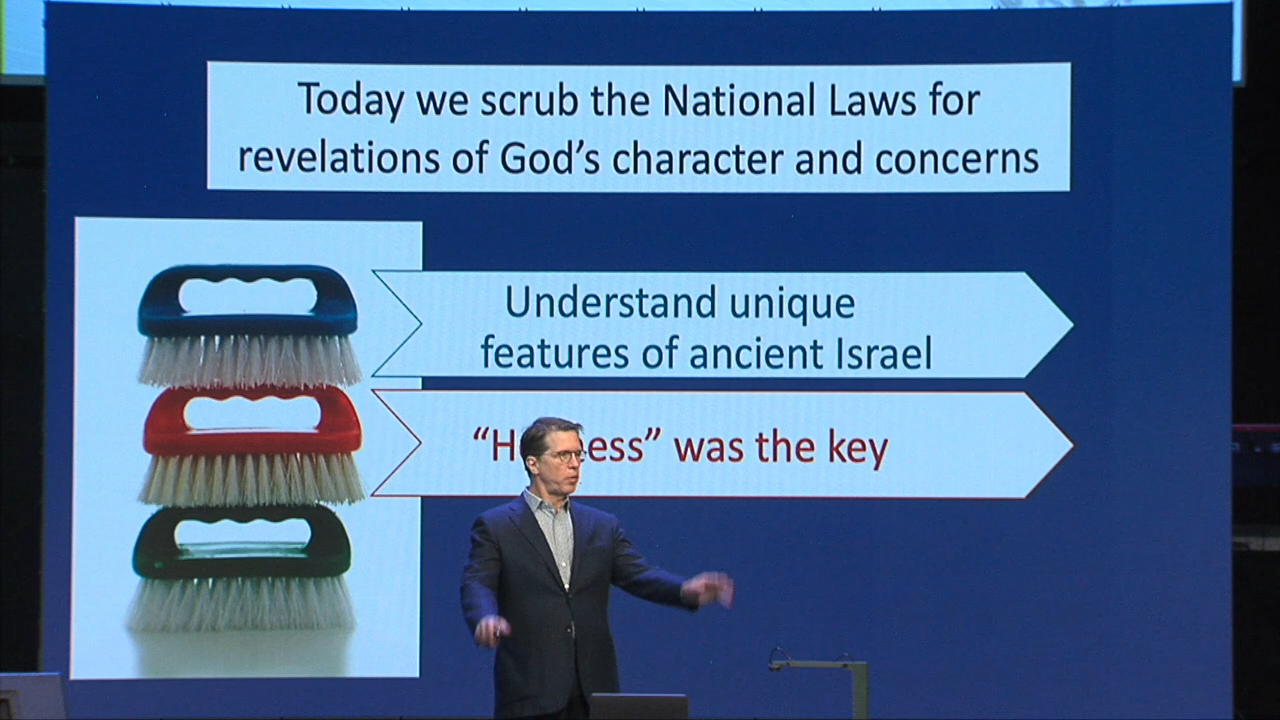 Today we scrub the National Laws for
revelations of God's character and concerns
Understand unique
features of ancient Israel
was the key